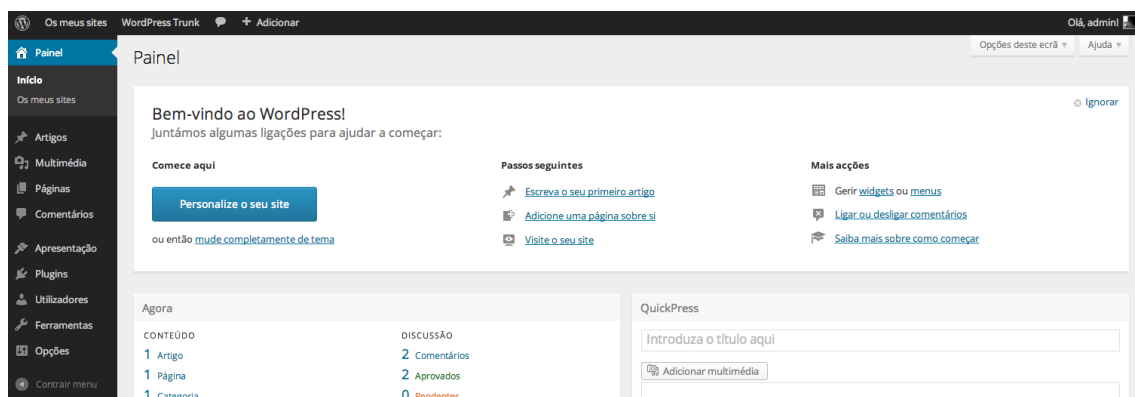 Os meus sites WordPress Trunk + Adicionar Olá, admin!
Painel
Início
Os meus sites
Artigos
Multimédia
Páginas
Comentários
Apresentação
Plugins
Utilizadores
Ferramentas
Opções
Contrair menu
Opções deste ecrã Ajuda
Painel
Ignorar
Bem-vindo ao WordPress!
Juntámos algumas ligações para ajudar a começar:
Comece aqui
Personalize o seu site
ou então mude completamente de tema
Passos seguintes
Escreva o seu primeiro artigo
Adicione uma página sobre si
Visite o seu site
Mais acções
Gerir widgets ou menus
Ligar ou desligar comentários
Saiba mais sobre como começar
Agora
CONTEÚDO
1 Artigo
1 Página
1 Categoria
DISCUSSÃO
2 Comentários
2 Aprovados
0 Pendentes
QuickPress
Introduza o título aqui
Adicionar multimédia